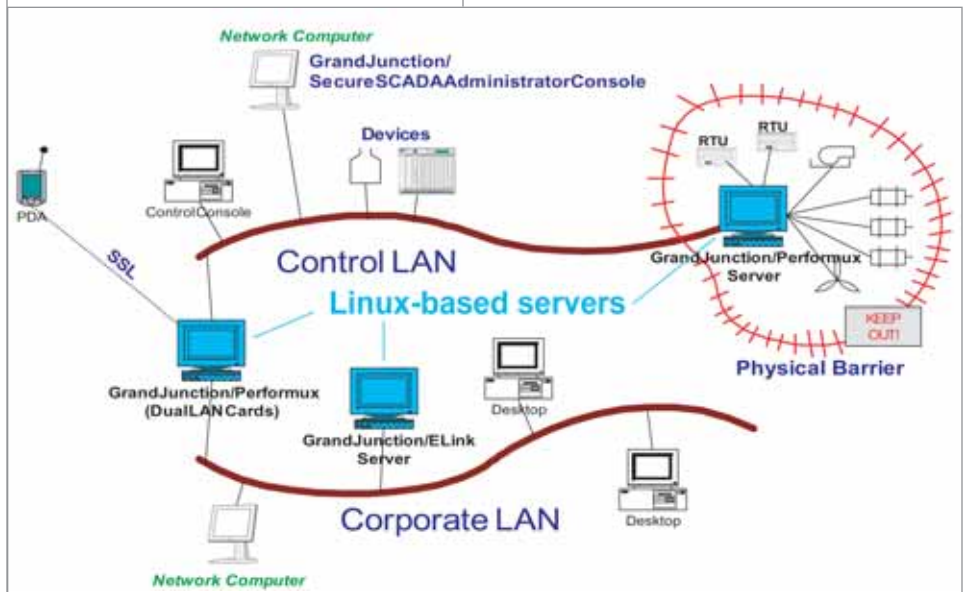 Network Computer
GrandJunction/
SecureSCADAAdministratorConsole
Devices
RTU
RTU
PDA
ControlConsole
SSL
Control LAN
GrandJunction/Performux
Server
Linux-based servers
KEEP
OUT!
Physical Barrier
GrandJunction/Performux
(DualLANCards)
Desktop
GrandJunction/ELink
Server
Desktop
Corporate LAN
Network Computer